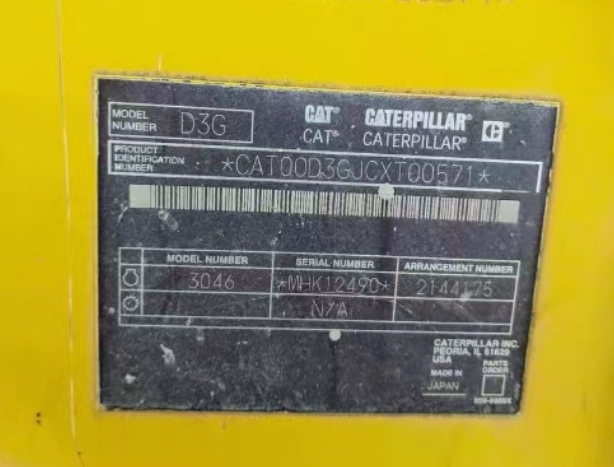 MODEL NUMBER D3G
CAT® CATERPILLAR® C
CAT® CATERPILLAR®
PRODUCT IDENTIFICATION NUMBER *CAT00D3GJCXT00571*
MODEL NUMBER SERIAL NUMBER ARRANGEMENT NUMBER
3046 *MHK12490* 2144175
N/A
CATERPILLAR INC.
PEORIA, IL 61629
USA
MADE IN
JAPAN
PARTS ORDER